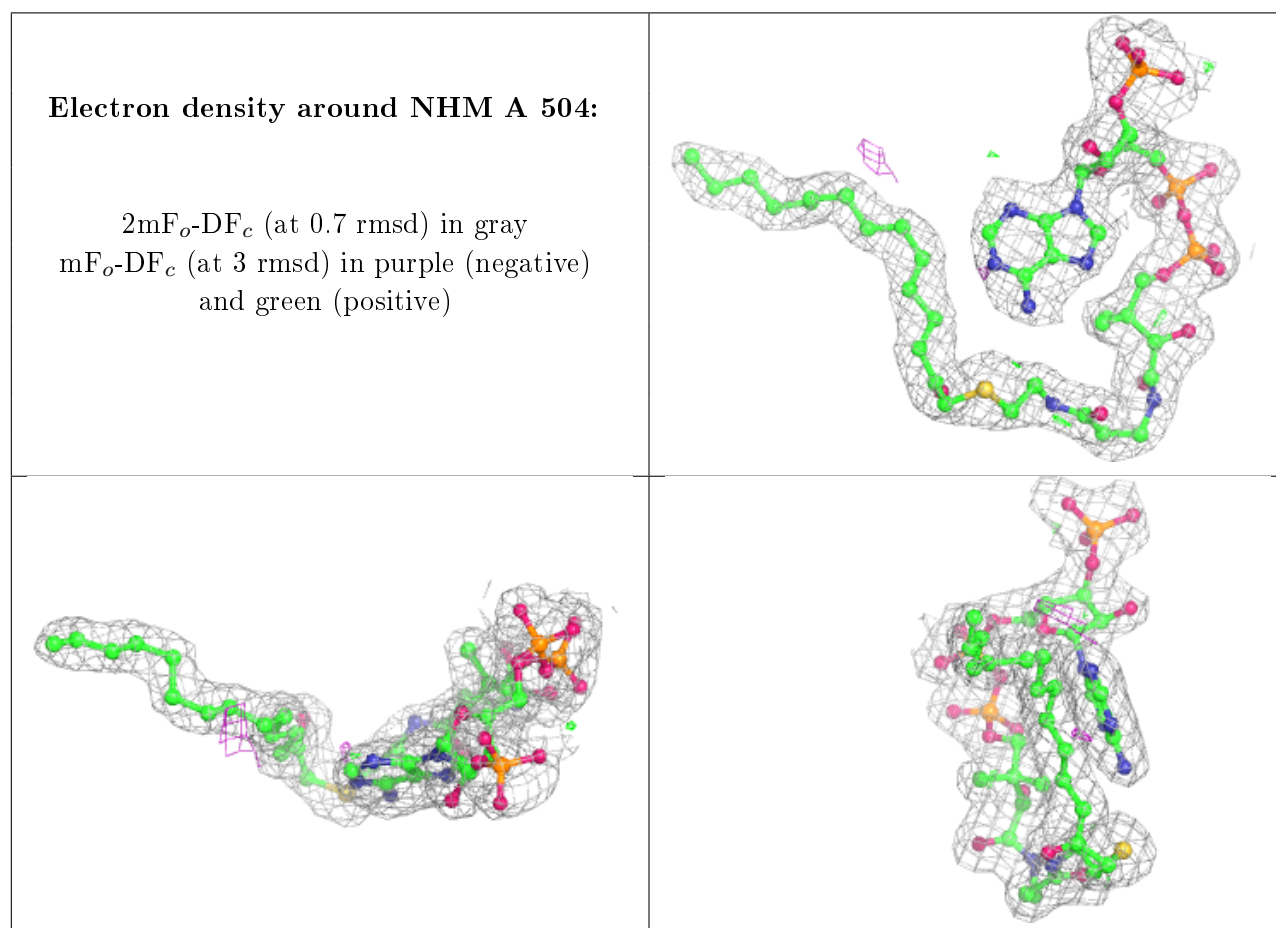 Electron density around NHM A 504:
2mFo-DFc (at 0.7 rmsd) in gray
mFo-DFc (at 3 rmsd) in purple (negative)
and green (positive)